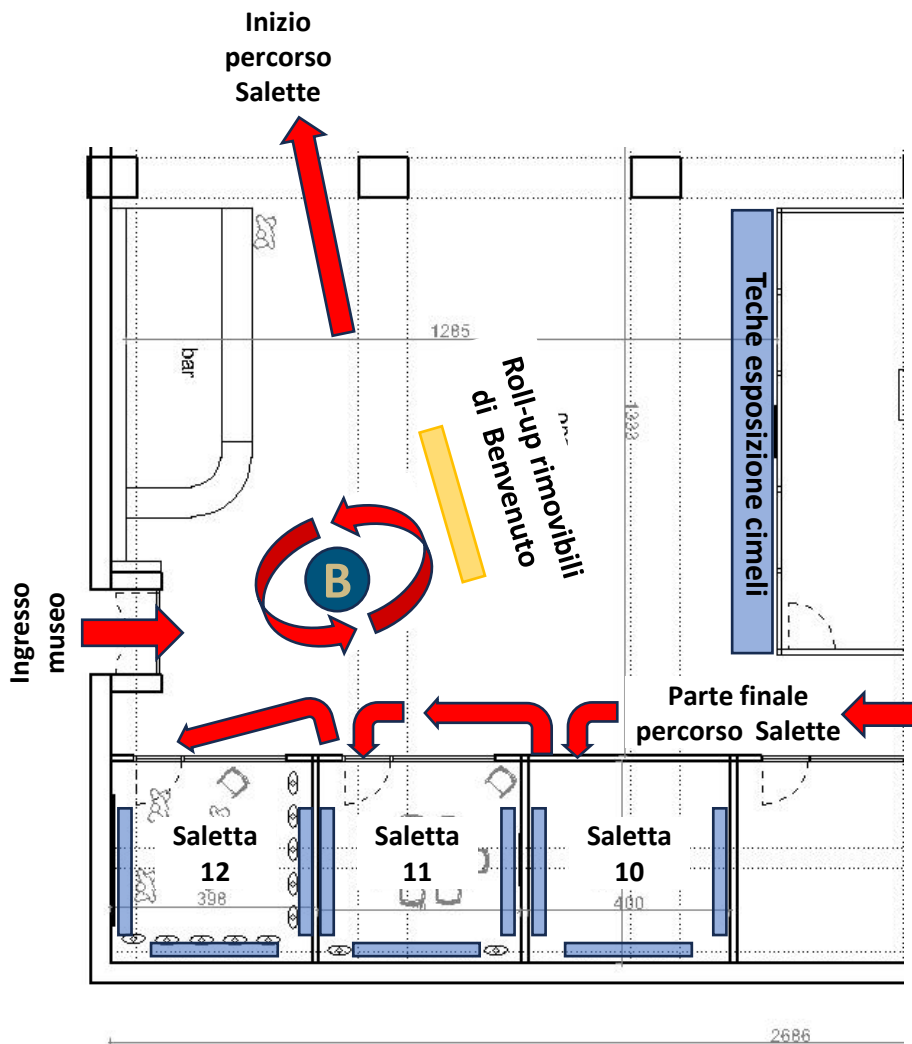 Inizio
percorso
Salette
1285
bar
1333
Roll-up rimovibili
di Benvenuto
Teche esposizione cimeli
B
Ingresso
museo
Parte finale
percorso Salette
Saletta
12
Saletta
11
Saletta
10
398
400
2686